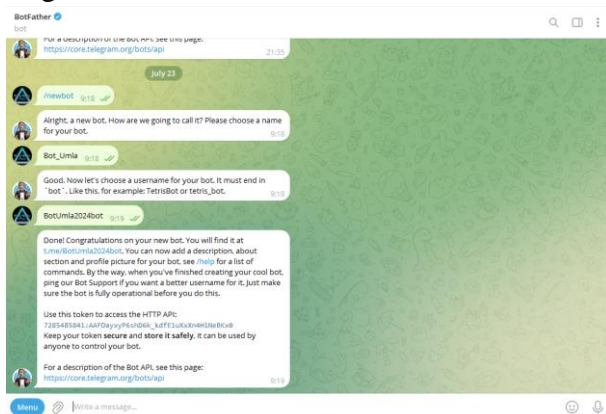 BotFather
bot
For a description of the Bot API, see this page:
https://core.telegram.org/bots/api 21:35
July 23
/newbot 9:18
Alright, a new bot. How are we going to call it? Please choose a name
for your bot. 9:18
Bot_Umla 9:18
Good. Now let's choose a username for your bot. It must end in
`bot`. Like this, for example: TetrisBot or tetris_bot. 9:19
BotUmla2024bot 9:19
Done! Congratulations on your new bot. You will find it at
t.me/BotUmla2024bot. You can now add a description, about
section and profile picture for your bot, see /help for a list of
commands. By the way, when you've finished creating your cool bot,
ping our Bot Support if you want a better username for it. Just make
sure the bot is fully operational before you do this.
Use this token to access the HTTP API:
Keep your token secure and store it safely, it can be used by
anyone to control your bot.
For a description of the Bot API, see this page:
https://core.telegram.org/bots/api 9:19
Menu
Write a message...